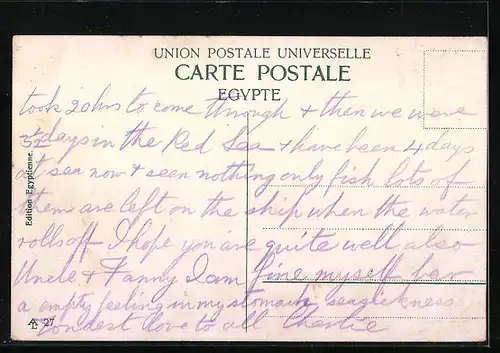 UNION POSTALE UNIVERSELLE
CARTE POSTALE
EGYPTE
took 20hrs to come through & then we were
3½ days in the Red Sea & have been 4 days
at sea now & seen nothing only fish lots of
them are left on the ship when the water
rolls off I hope you are quite well also
Uncle & Fanny I am fine myself bar
a empty feeling in my stomain seasickness
Fondest love to all Charlie
Edition Egyptienne.
27